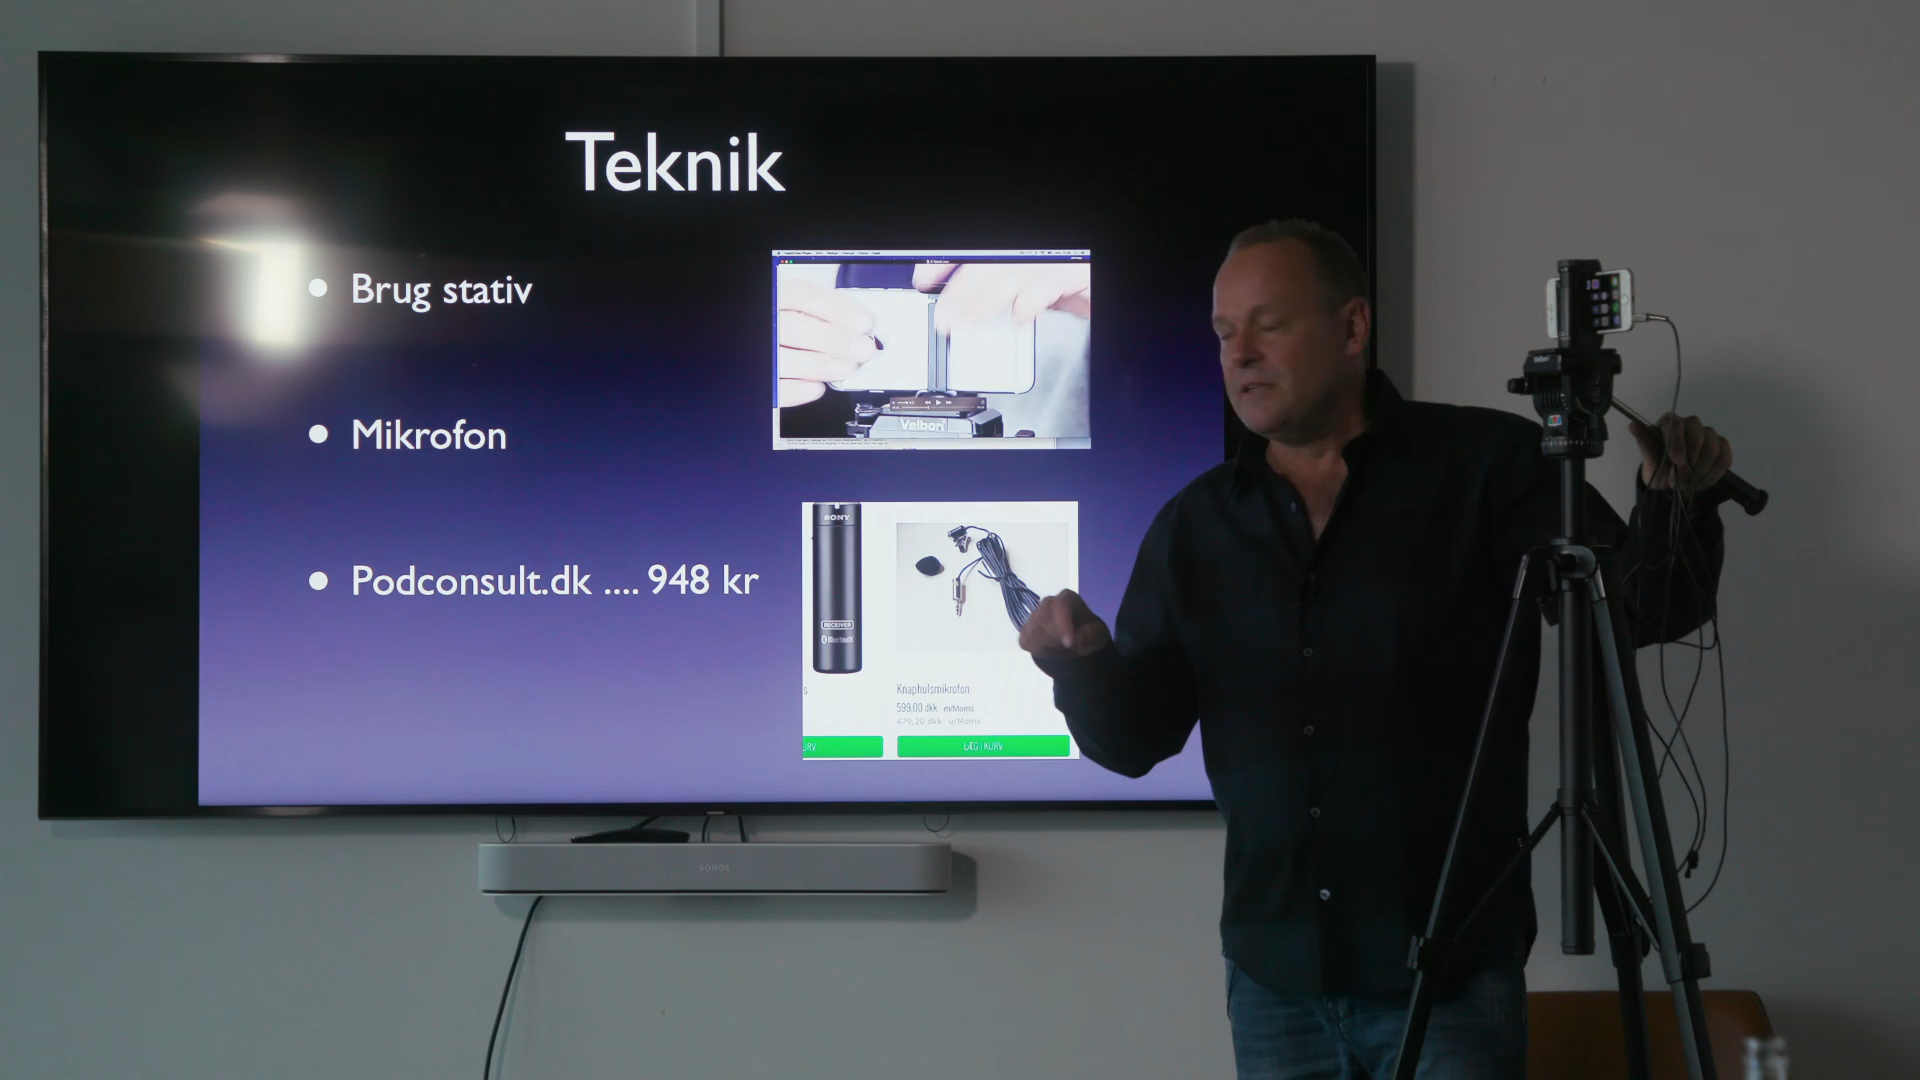 Teknik
• Brug stativ
Velbon
• Mikrofon
SONY
• Podconsult.dk .... 948 kr
RECEIVER
Bluetooth
Knaphulsmikrofon
599,00 dkk m/Moms
479,20 dkk u/Moms
LÆG I KURV
SONOS